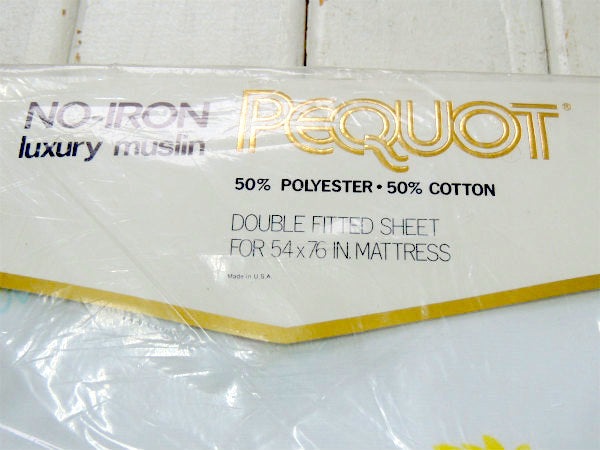 NO-IRON PEQUOT®
luxury muslin
50% POLYESTER • 50% COTTON
DOUBLE FITTED SHEET
FOR 54x76 IN. MATTRESS
Made in U.S.A.